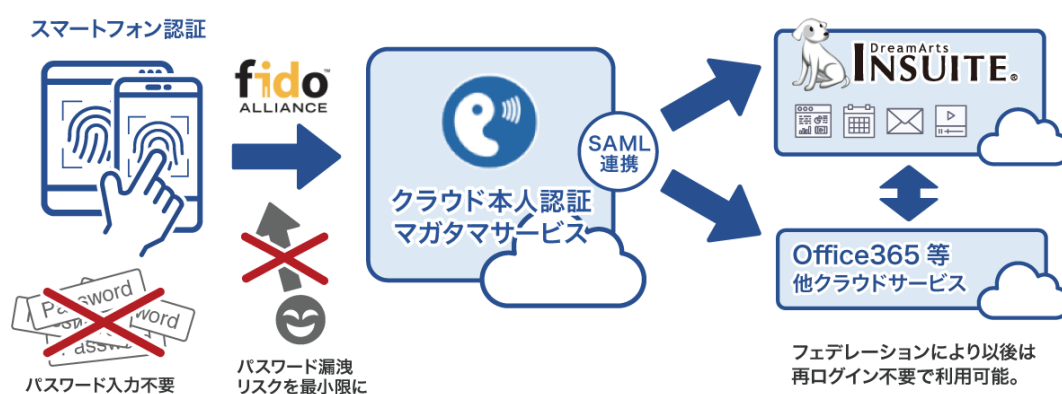 スマートフォン認証
fido™
ALLIANCE
Password
word
Password
パスワード入力不要
パスワード漏洩
リスクを最小限に
クラウド本人認証
マガタマサービス
SAML
連携
DreamArts
INSUITE®
Office365 等
他クラウドサービス
フェデレーションにより以後は
再ログイン不要で利用可能。